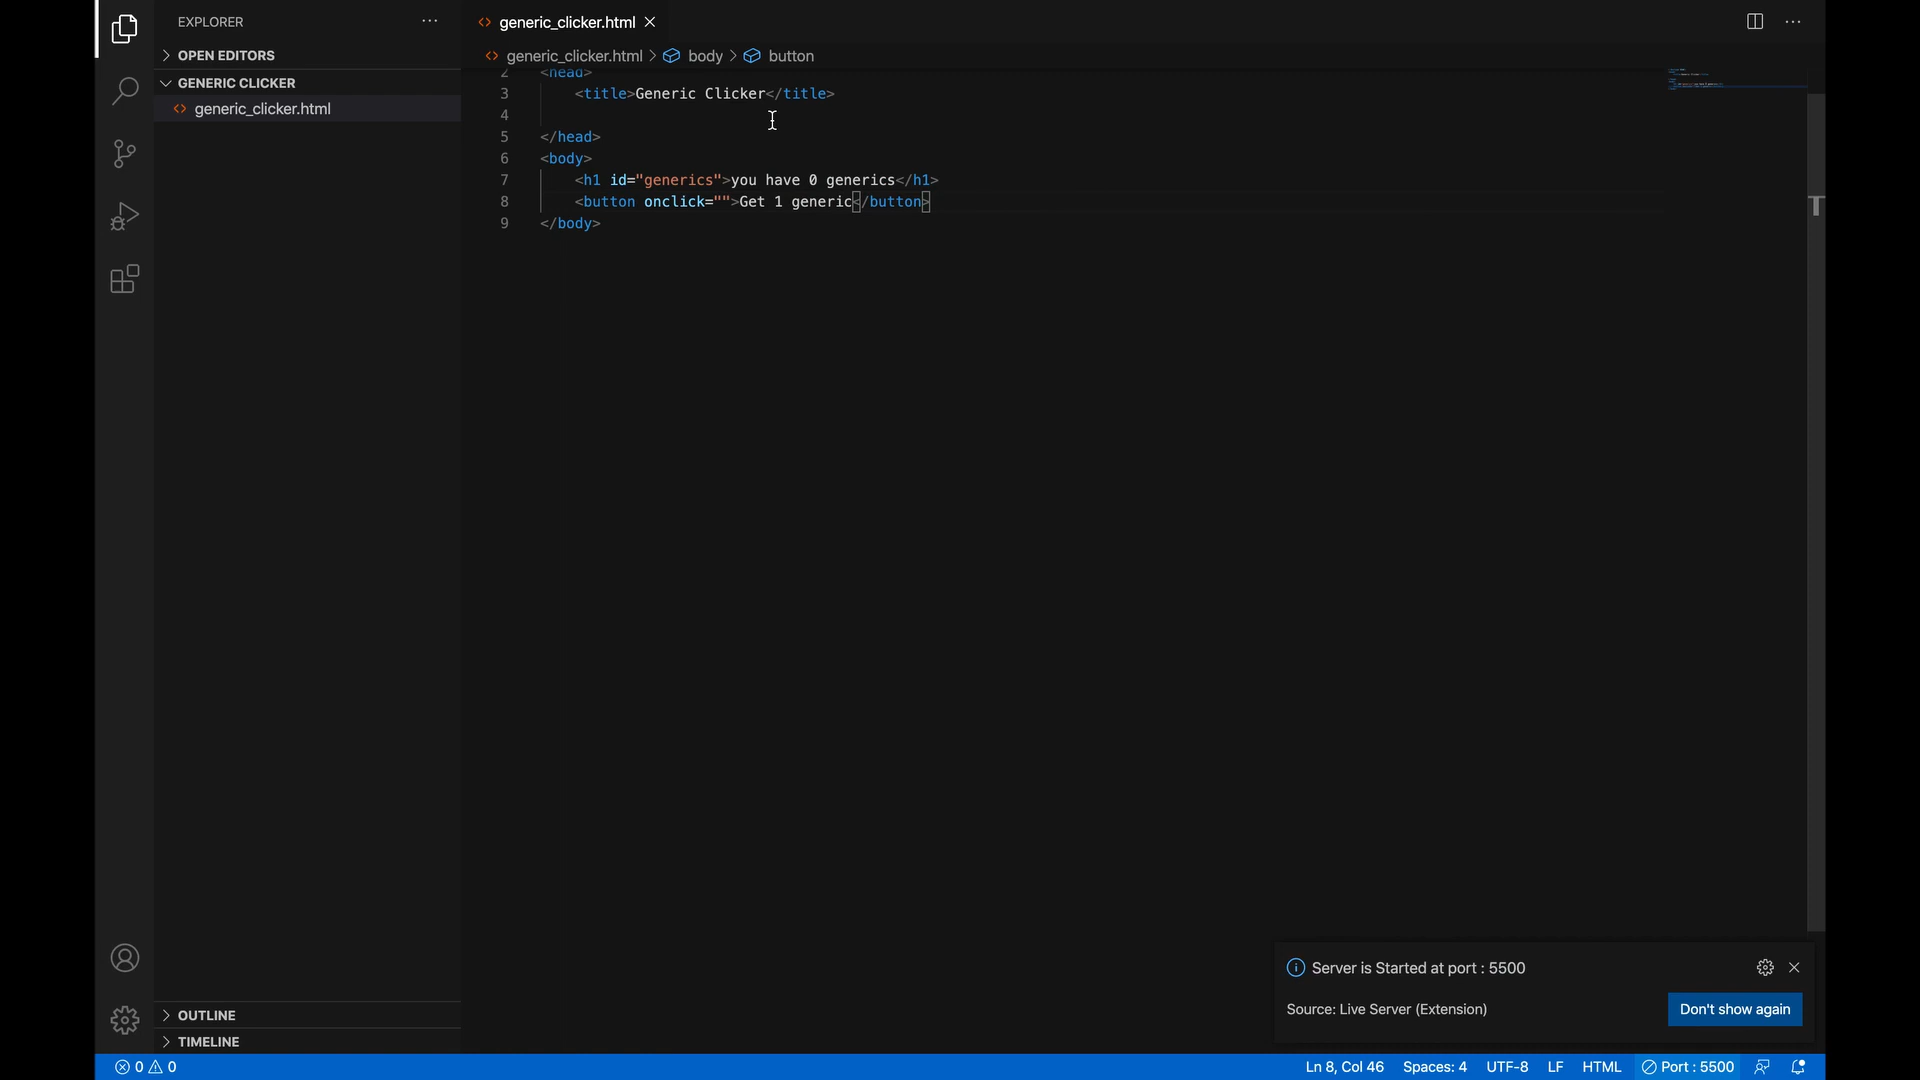 EXPLORER
OPEN EDITORS
GENERIC CLICKER
generic_clicker.html
generic_clicker.html
generic_clicker.html > body > button
2 <head>
3 <title>Generic Clicker</title>
4
5 </head>
6 <body>
7 <h1 id="generics">you have 0 generics</h1>
8 <button onclick="">Get 1 generic</button>
9 </body>
T
Server is Started at port : 5500
Source: Live Server (Extension)
Don't show again
OUTLINE
TIMELINE
0 0 Ln 8, Col 46 Spaces: 4 UTF-8 LF HTML Port : 5500